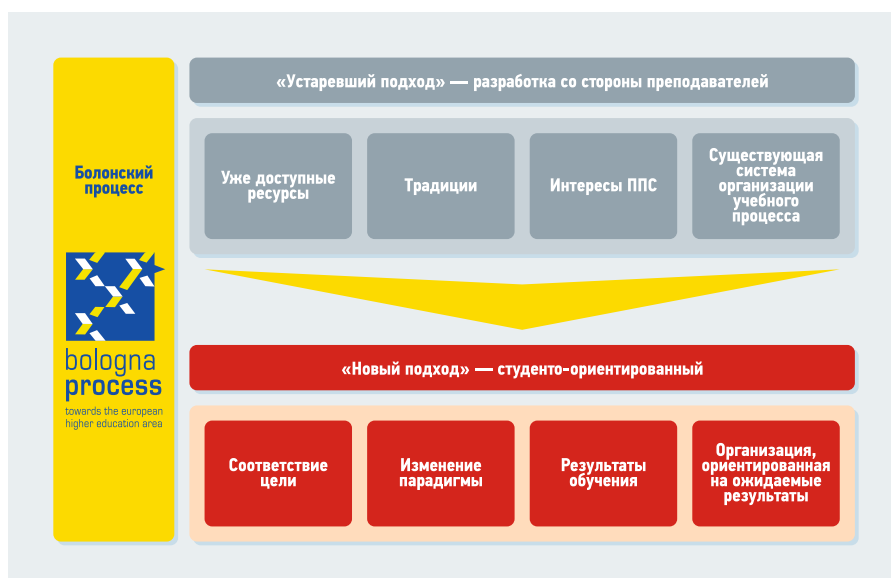 «Устаревший подход» — разработка со стороны преподавателей
Болонский
процесс
Уже доступные
ресурсы
Традиции
Интересы ППС
Существующая
система
организации
учебного
процесса
bologna
process
towards the european
higher education area
«Новый подход» — студенто-ориентированный
Соответствие
цели
Изменение
парадигмы
Результаты
обучения
Организация,
ориентированная
на ожидаемые
результаты